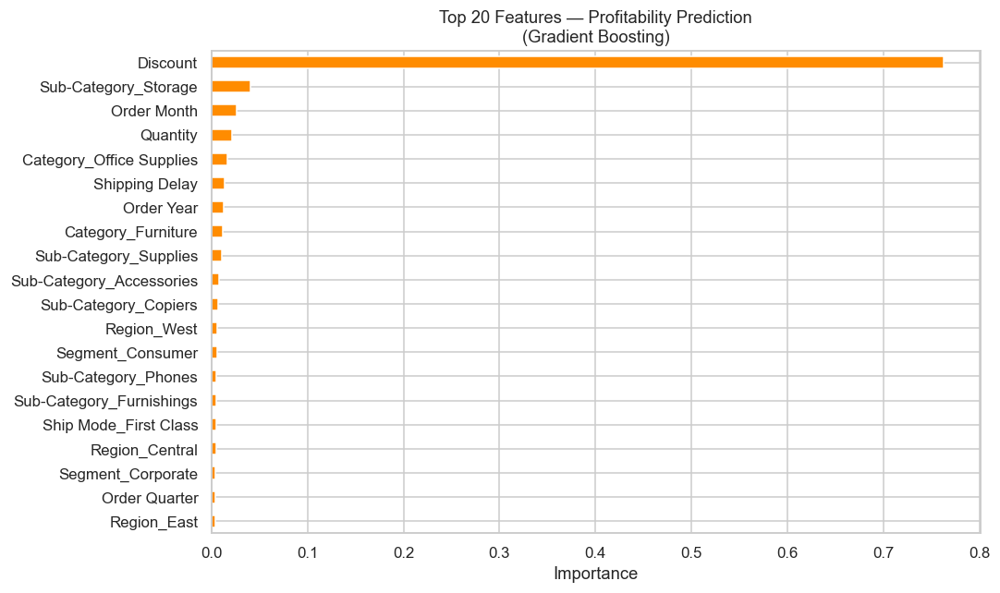 Top 20 Features — Profitability Prediction
(Gradient Boosting)
Discount
Sub-Category_Storage
Order Month
Quantity
Category_Office Supplies
Shipping Delay
Order Year
Category_Furniture
Sub-Category_Supplies
Sub-Category_Accessories
Sub-Category_Copiers
Region_West
Segment_Consumer
Sub-Category_Phones
Sub-Category_Furnishings
Ship Mode_First Class
Region_Central
Segment_Corporate
Order Quarter
Region_East
0.0 0.1 0.2 0.3 0.4 0.5 0.6 0.7 0.8
Importance